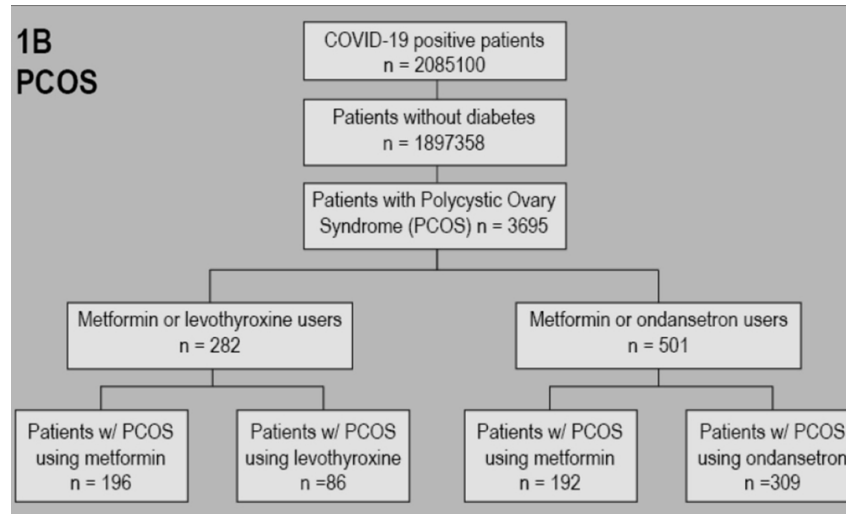 1B
PCOS
COVID-19 positive patients
n = 2085100
Patients without diabetes
n = 1897358
Patients with Polycystic Ovary
Syndrome (PCOS) n = 3695
Metformin or levothyroxine users
n = 282
Metformin or ondansetron users
n = 501
Patients w/ PCOS
using metformin
n = 196
Patients w/ PCOS
using levothyroxine
n =86
Patients w/ PCOS
using metformin
n = 192
Patients w/ PCOS
using ondansetron
n =309